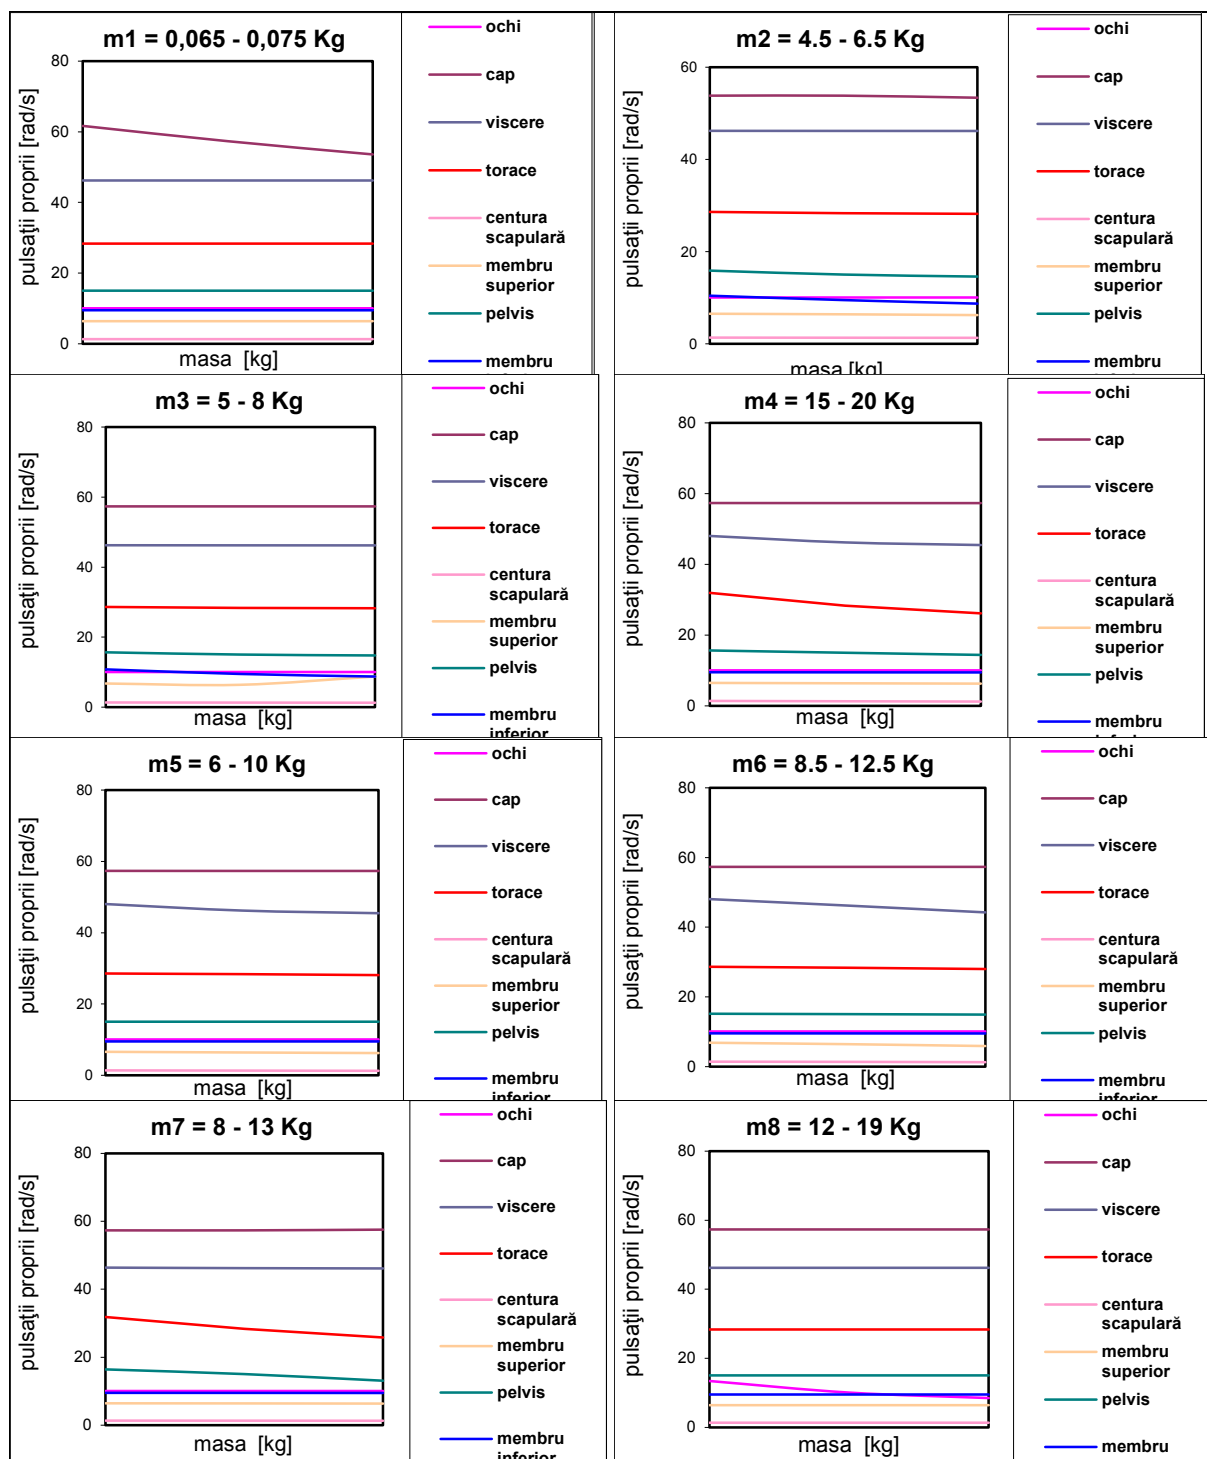 m1 = 0,065 - 0,075 Kg
pulsaţii proprii [rad/s]
80
60
40
20
0
masa [kg]
ochi
cap
viscere
torace
centura
scapulară
membru
superior
pelvis
membru
m2 = 4.5 - 6.5 Kg
pulsaţii proprii [rad/s]
60
40
20
0
masa [kg]
ochi
cap
viscere
torace
centura
scapulară
membru
superior
pelvis
membru
m3 = 5 - 8 Kg
pulsaţii proprii [rad/s]
80
60
40
20
0
masa [kg]
ochi
cap
viscere
torace
centura
scapulară
membru
superior
pelvis
membru
inferior
m4 = 15 - 20 Kg
pulsaţii proprii [rad/s]
80
60
40
20
0
masa [kg]
ochi
cap
viscere
torace
centura
scapulară
membru
superior
pelvis
membru
m5 = 6 - 10 Kg
pulsaţii proprii [rad/s]
80
60
40
20
0
masa [kg]
ochi
cap
viscere
torace
centura
scapulară
membru
superior
pelvis
membru
inferior
m6 = 8.5 - 12.5 Kg
pulsaţii proprii [rad/s]
80
60
40
20
0
masa [kg]
ochi
cap
viscere
torace
centura
scapulară
membru
superior
pelvis
membru
inferior
m7 = 8 - 13 Kg
pulsaţii proprii [rad/s]
80
60
40
20
0
masa [kg]
ochi
cap
viscere
torace
centura
scapulară
membru
superior
pelvis
membru
inferior
m8 = 12 - 19 Kg
pulsaţii proprii [rad/s]
80
60
40
20
0
masa [kg]
ochi
cap
viscere
torace
centura
scapulară
membru
superior
pelvis
membru